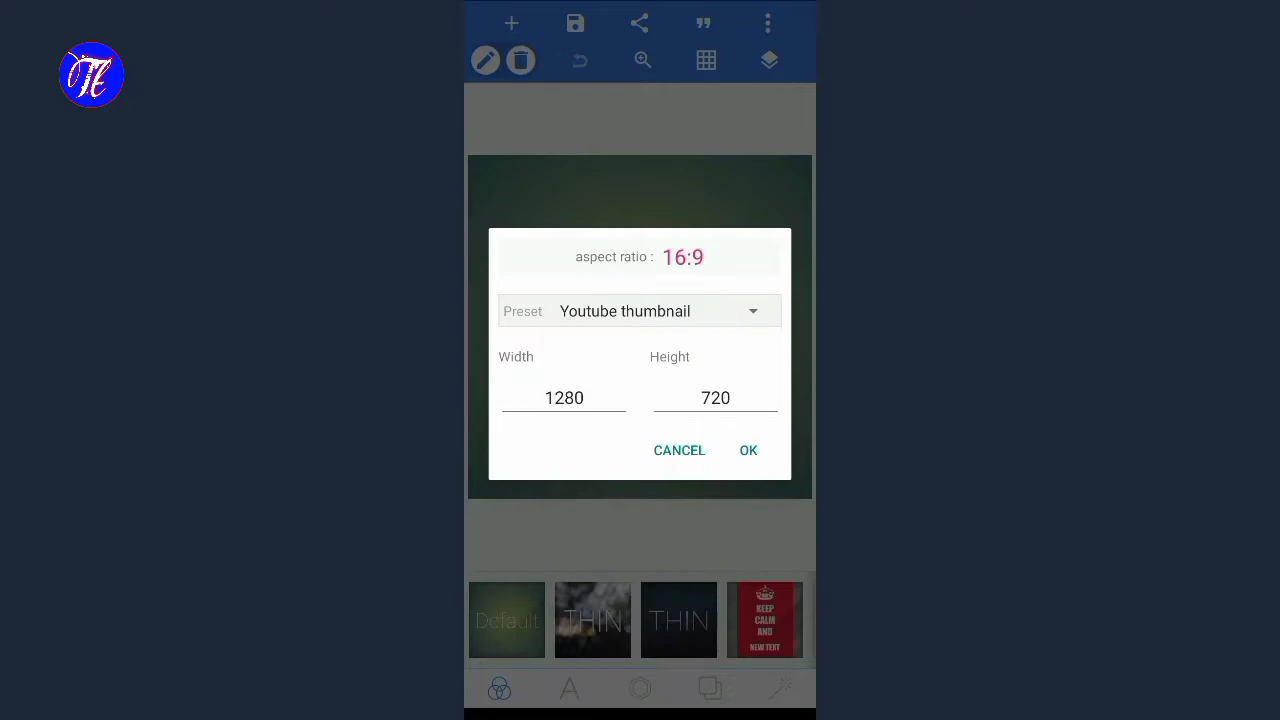 TE
aspect ratio : 16:9
Preset Youtube thumbnail
Width Height
1280 720
CANCEL OK
Default THIN THIN KEEP
CALM
AND
NEW TEXT
A